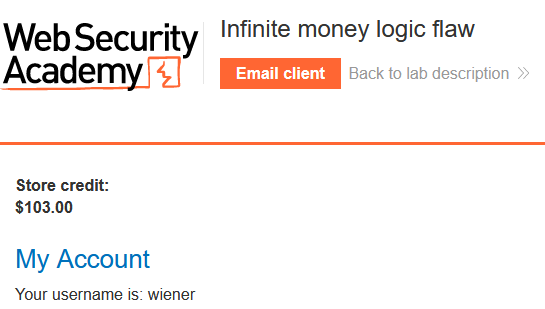 Web Security
Academy
Infinite money logic flaw
Email client
Back to lab description
Store credit:
$103.00
My Account
Your username is: wiener